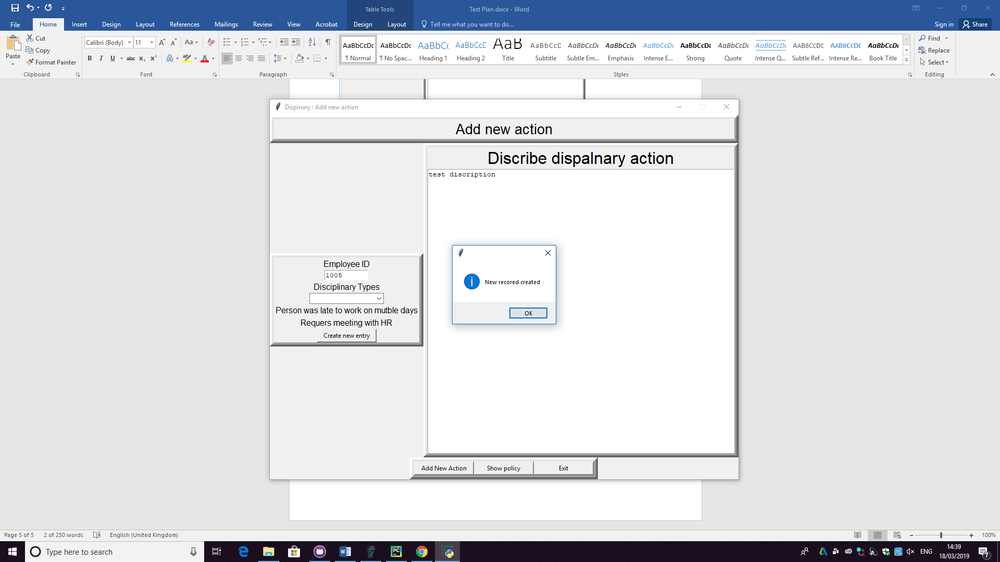 Table Tools
Test Plan.docx - Word
File Home Insert Design Layout References Mailings Review View Acrobat Design Layout Tell me what you want to do... Sign in Share
Paste
Cut
Copy
Format Painter
Clipboard
Calibri (Body) 11
Font
Paragraph
AaBbCcDc AaBbCcDc AaBbCc AaBbCcD AaB AaBbCcD AaBbCcDc AaBbCcDc AaBbCcDc AaBbCcDc AaBbCcDc AaBbCcDc AABBCCDE AABBCCDE AaBbCcDc
¶ Normal ¶ No Spac... Heading 1 Heading 2 Title Subtitle Subtle Em... Emphasis Intense E... Strong Quote Intense Q... Subtle Ref... Intense Re... Book Title
Styles
Find
Replace
Select
Editing
Dispinary : Add new action
Add new action
Discribe dispalnary action
test discription
Employee ID
1005
Disciplinary Types
Person was late to work on mutble days
Requers meeting with HR
Create new entry
New recored created
OK
Add New Action Show policy Exit
Page 5 of 5 2 of 250 words English (United Kingdom) 100%
Type here to search
ENG
14:39
18/03/2019
7